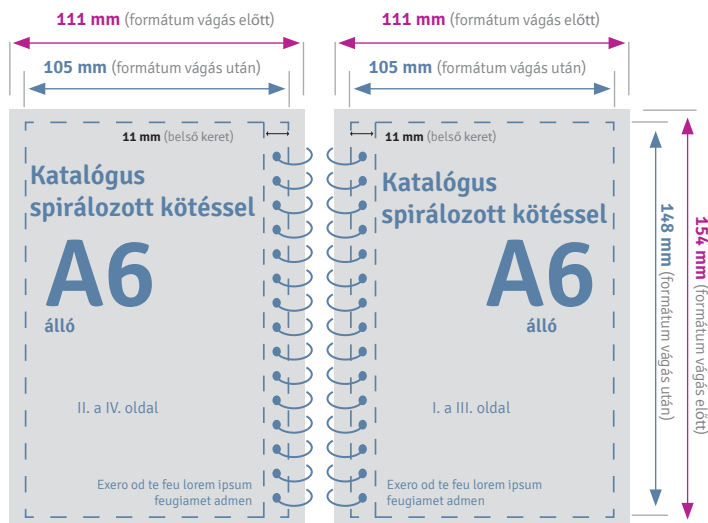 111 mm (formátum vágás előtt)
105 mm (formátum vágás után)
11 mm (belső keret)
Katalógus
spirálozott kötéssel
A6
álló
II. a IV. oldal
Exero od te feu lorem ipsum
feugiamet admen
111 mm (formátum vágás előtt)
105 mm (formátum vágás után)
11 mm (belső keret)
Katalógus
spirálozott kötéssel
A6
álló
I. a III. oldal
Exero od te feu lorem ipsum
feugiamet admen
148 mm (formátum vágás után)
154 mm (formátum vágás előtt)